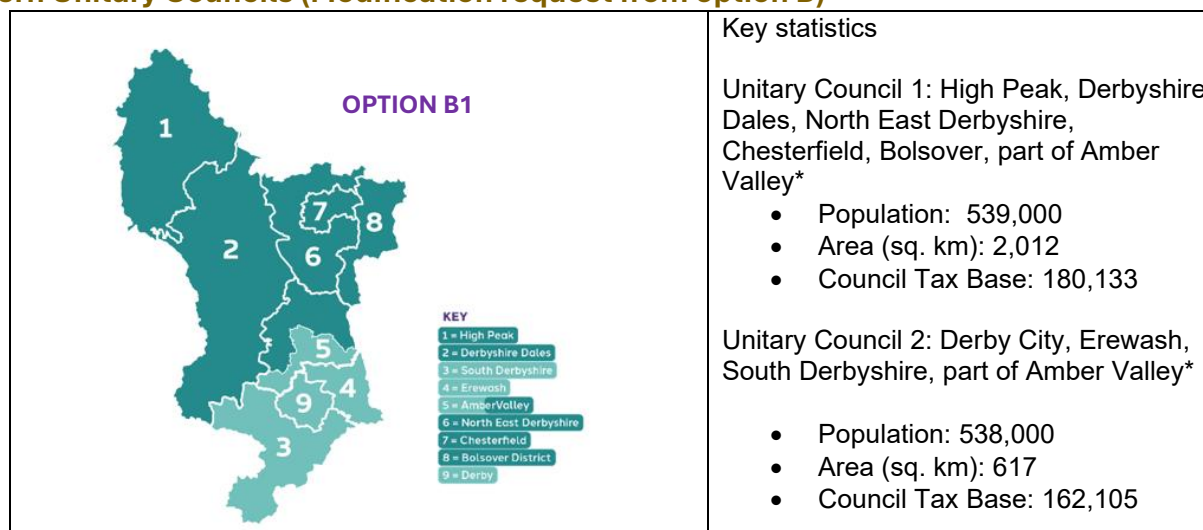 ern Unitary Councils (Modification request from option B)
OPTION B1
1
2
7
8
6
5
4
9
3
KEY
1 = High Peak
2 = Derbyshire Dales
3 = South Derbyshire
4 = Erewash
5 = AmberValley
6 = North East Derbyshire
7 = Chesterfield
8 = Bolsover District
9 = Derby
Key statistics
Unitary Council 1: High Peak, Derbyshire
Dales, North East Derbyshire,
Chesterfield, Bolsover, part of Amber
Valley*
• Population: 539,000
• Area (sq. km): 2,012
• Council Tax Base: 180,133
Unitary Council 2: Derby City, Erewash,
South Derbyshire, part of Amber Valley*
• Population: 538,000
• Area (sq. km): 617
• Council Tax Base: 162,105